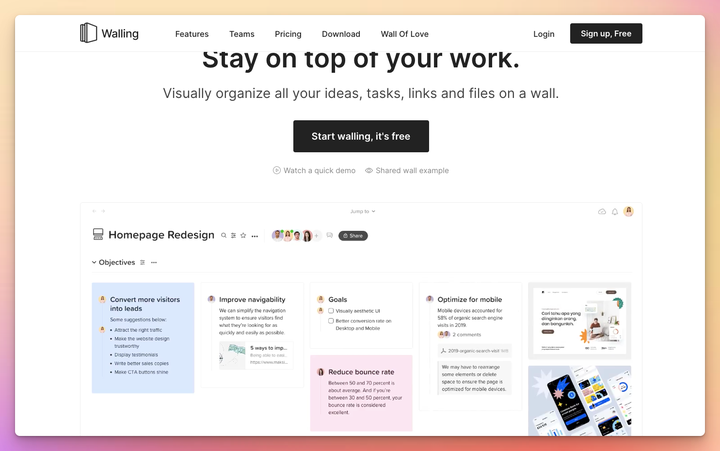 Walling
Features
Teams
Pricing
Download
Wall Of Love
Login
Sign up, Free
Stay on top of your work.
Visually organize all your ideas, tasks, links and files on a wall.
Start walling, it's free
Watch a quick demo
Shared wall example
Jump to
Homepage Redesign
Share
Objectives
Convert more visitors
into leads
Some suggestions below:
Attract the right traffic
Make the website design
trustworthy
Display testimonials
Write better sales copies
Make CTA buttons shine
Improve navigability
We can simplify the navigation
system to ensure visitors find
what they're looking for as
quickly and easily as possible.
5 ways to imp...
Goals
Visually aesthetic UI
Better conversion rate on
Desktop and Mobile
Reduce bounce rate
Between 50 and 70 percent is
about average. And if you're
between 30 and 50 percent, your
bounce rate is considered
excellent.
Optimize for mobile
Mobile devices accounted for
58% of organic search engine
visits in 2019.
2 comments
2019-organic search visit
We may have to rearrange
some elements or delete
space to ensure the page is
optimized for mobile devices.
Cari tahu apa yang
diinginkan orang
dan bangunkan.